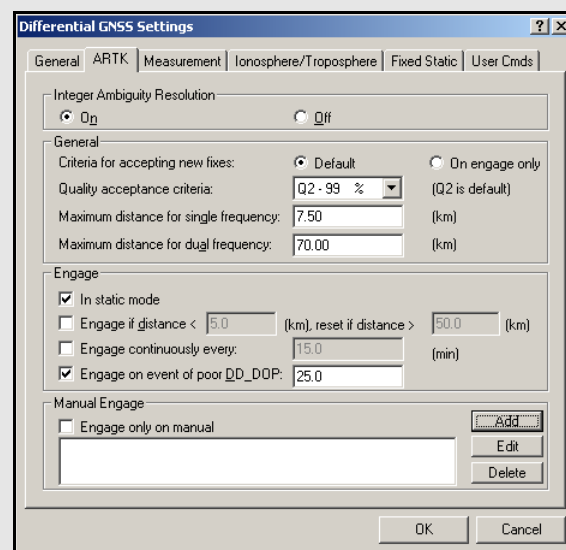 Differential GNSS Settings
General ARTK Measurement Ionosphere/Troposphere Fixed Static User Cmds
Integer Ambiguity Resolution
On Off
General
Criteria for accepting new fixes: Default On engage only
Quality acceptance criteria: Q2 - 99 % (Q2 is default)
Maximum distance for single frequency: 7.50 (km)
Maximum distance for dual frequency: 70.00 (km)
Engage
In static mode
Engage if distance < 5.0 (km), reset if distance > 50.0 (km)
Engage continuously every: 15.0 (min)
Engage on event of poor DD_DOP: 25.0
Manual Engage
Engage only on manual
Add
Edit
Delete
OK Cancel